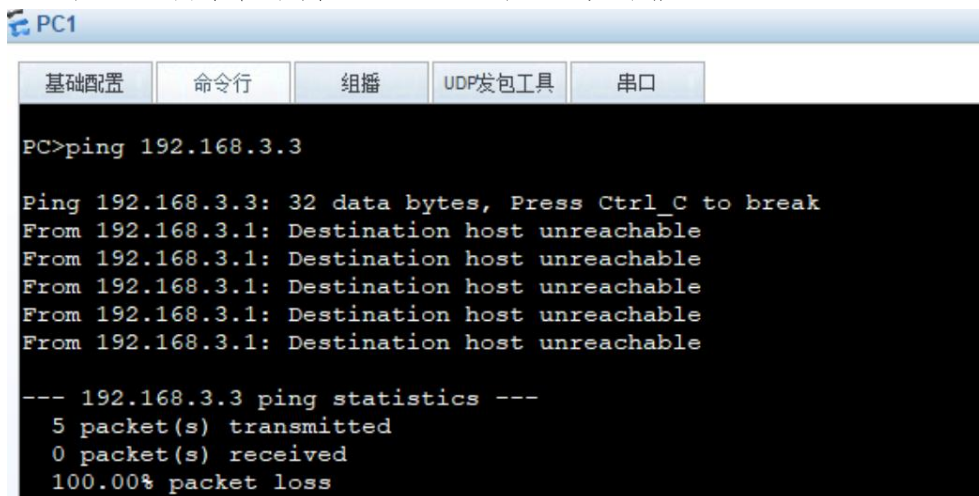 PC1
基础配置 命令行 组播 UDP发包工具 串口
PC>ping 192.168.3.3
Ping 192.168.3.3: 32 data bytes, Press Ctrl_C to break
From 192.168.3.1: Destination host unreachable
From 192.168.3.1: Destination host unreachable
From 192.168.3.1: Destination host unreachable
From 192.168.3.1: Destination host unreachable
From 192.168.3.1: Destination host unreachable
--- 192.168.3.3 ping statistics ---
5 packet(s) transmitted
0 packet(s) received
100.00% packet loss